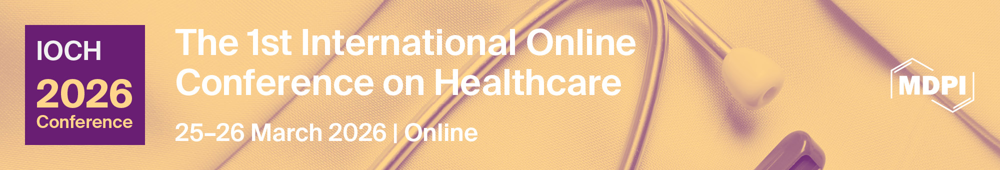 IOCH
2026
Conference
The 1st International Online
Conference on Healthcare
25–26 March 2026 | Online
MDPI